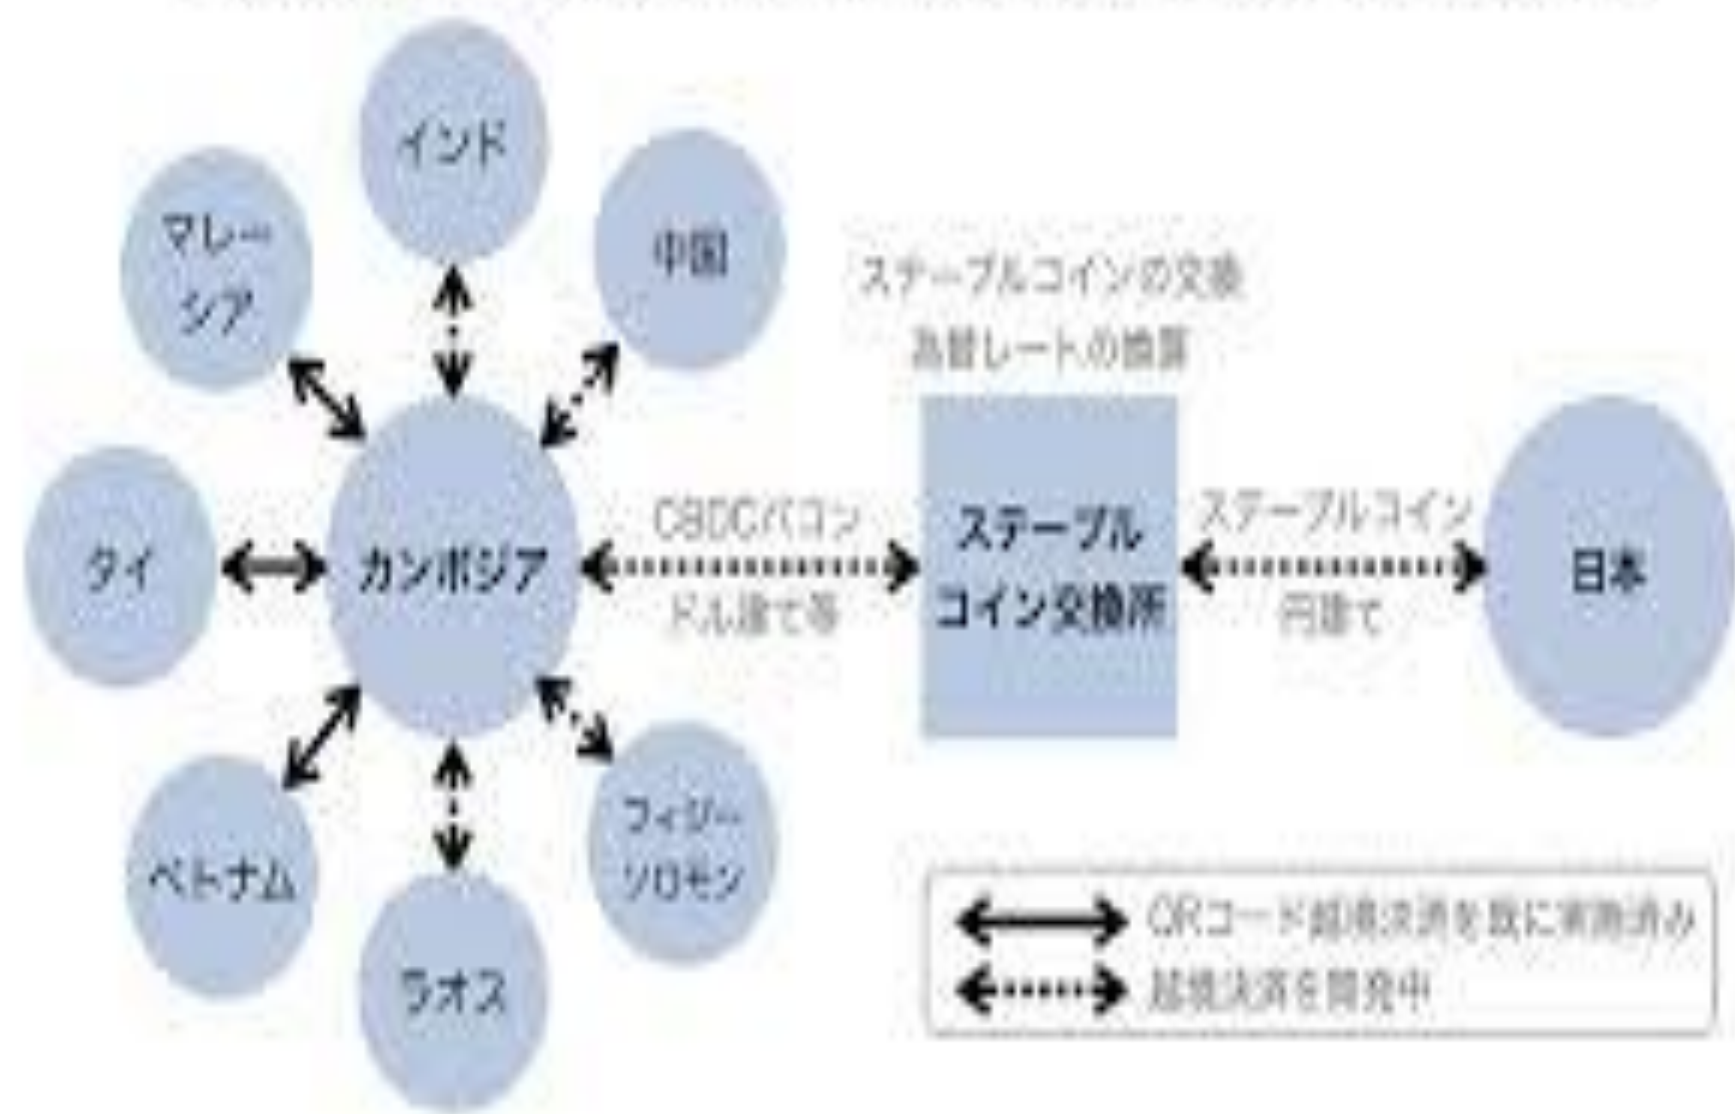 インド
中国
マレー
シア
ステーブルコインの交換
為替レートの換算
タイ
カンボジア
CBDCバコン
ドル建て等
ステーブル
コイン交換所
ステーブルコイン
円建て
日本
ベトナム
ラオス
フィジー
ソロモン
QRコード越境決済を既に実施済み
越境決済を開発中